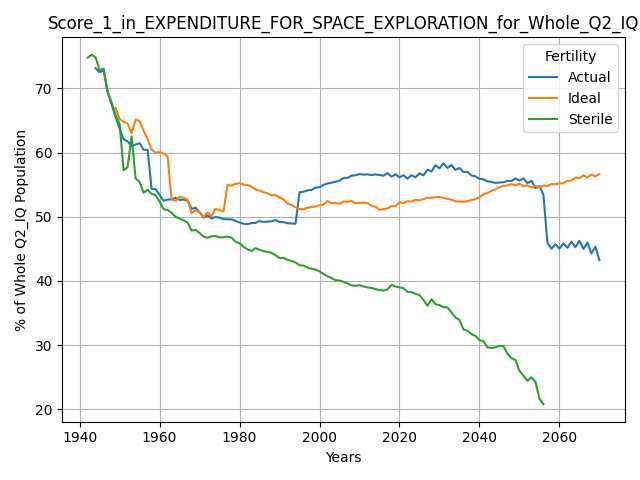 Score_1_in_EXPENDITURE_FOR_SPACE_EXPLORATION_for_Whole_Q2_IQ
Fertility
Actual
Ideal
Sterile
% of Whole Q2_IQ Population
70
60
50
40
30
20
1940 1960 1980 2000 2020 2040 2060
Years